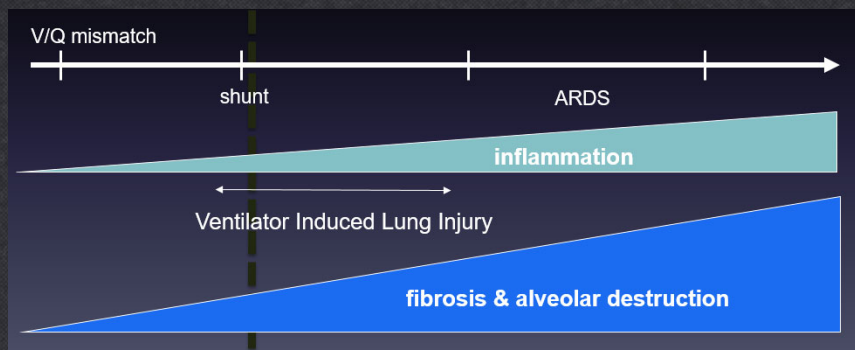 V/Q mismatch
shunt
ARDS
inflammation
Ventilator Induced Lung Injury
fibrosis & alveolar destruction